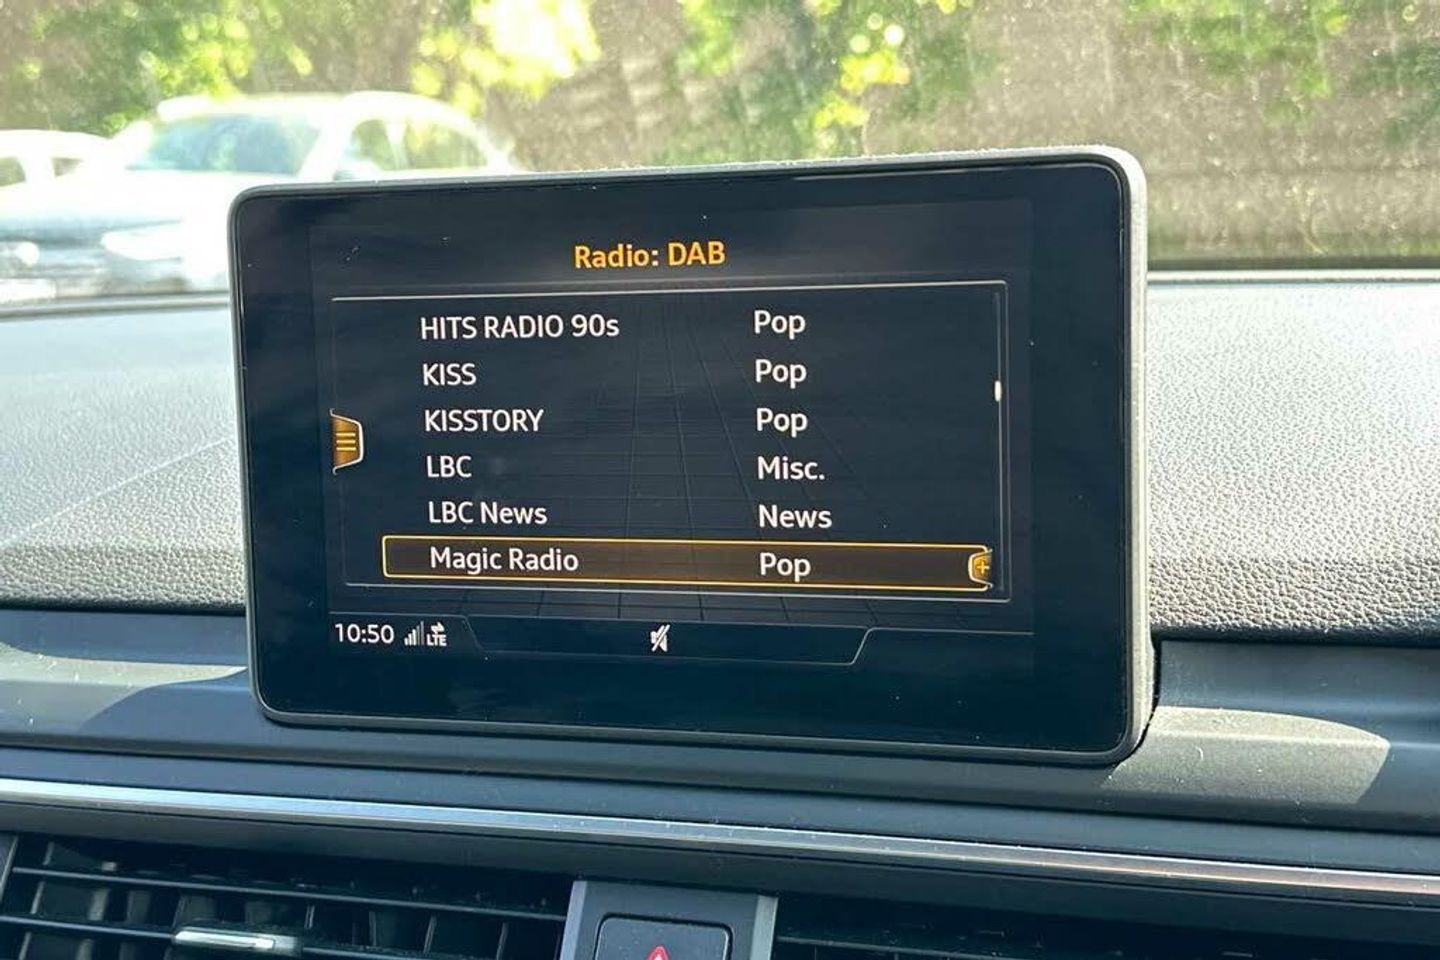 Radio: DAB
HITS RADIO 90s Pop
KISS Pop
KISSTORY Pop
LBC Misc.
LBC News News
Magic Radio Pop
10:50 LTE